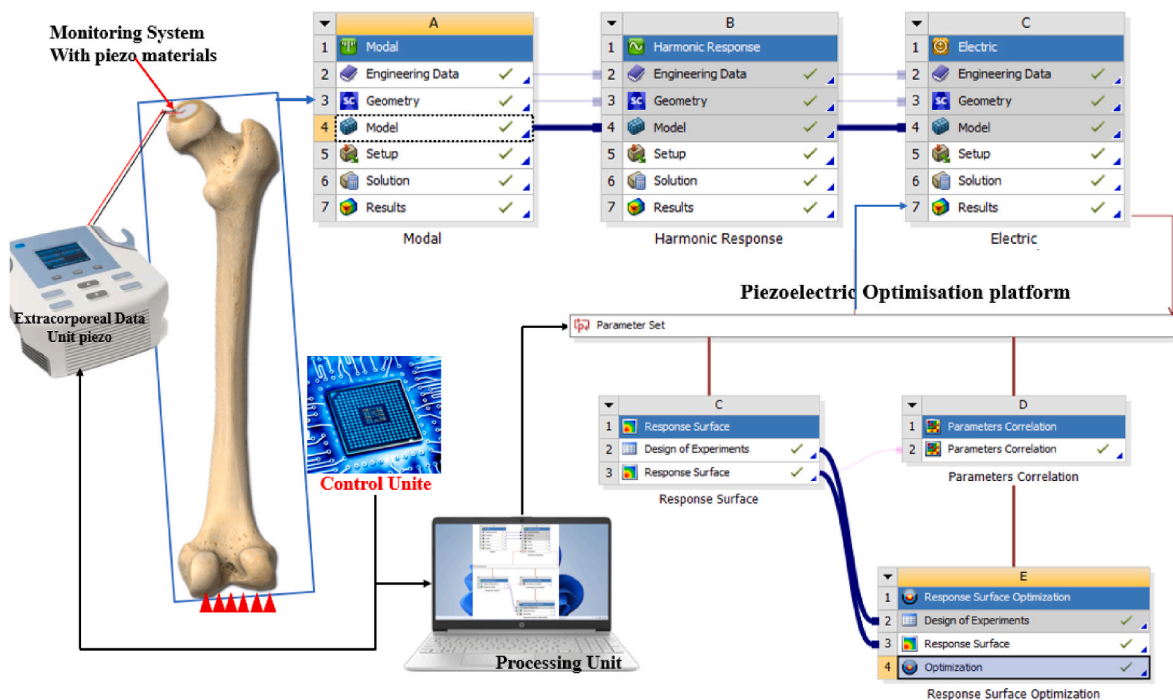 Monitoring System
With piezo materials
Extracorporeal Data
Unit piezo
Control Unite
Processing Unit
A
1 Modal
2 Engineering Data
3 SC Geometry
4 Model
5 Setup
6 Solution
7 Results
Modal
B
1 Harmonic Response
2 Engineering Data
3 SC Geometry
4 Model
5 Setup
6 Solution
7 Results
Harmonic Response
C
1 Electric
2 Engineering Data
3 SC Geometry
4 Model
5 Setup
6 Solution
7 Results
Electric
Piezoelectric Optimisation platform
Parameter Set
C
1 Response Surface
2 Design of Experiments
3 Response Surface
Response Surface
D
1 Parameters Correlation
2 Parameters Correlation
Parameters Correlation
E
1 Response Surface Optimization
2 Design of Experiments
3 Response Surface
4 Optimization
Response Surface Optimization